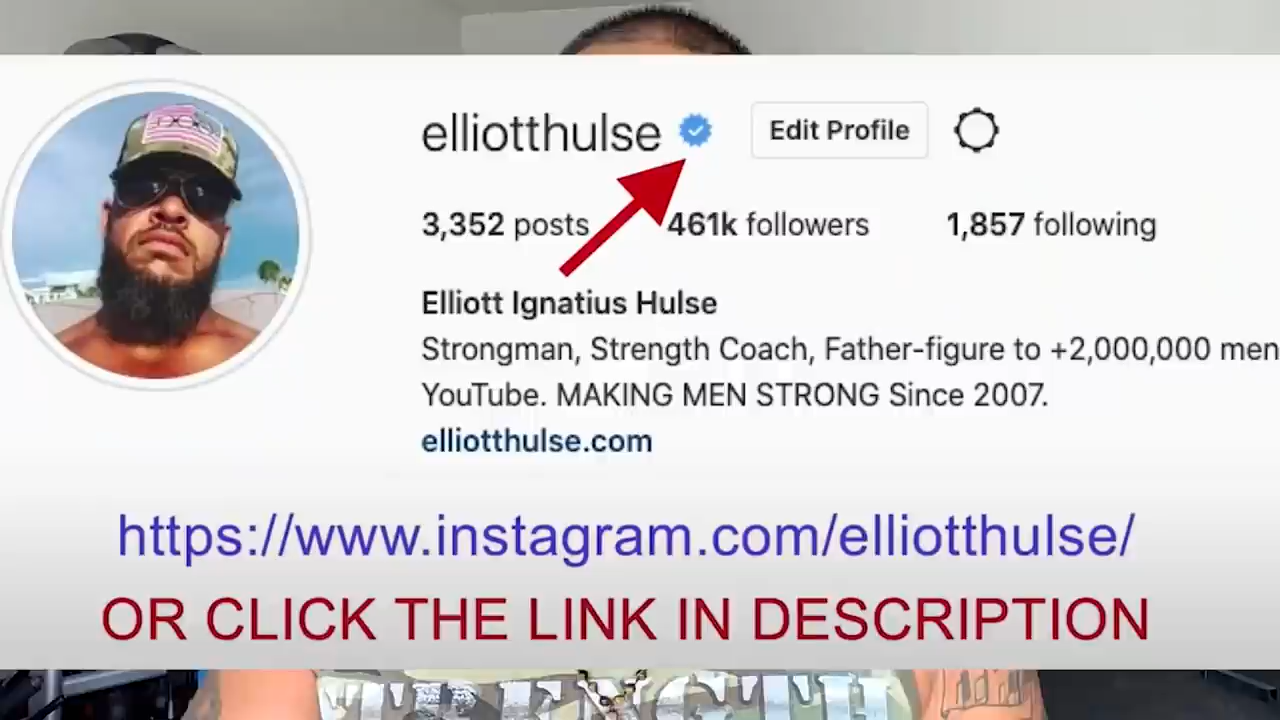 elliotthulse Edit Profile
3,352 posts 461k followers 1,857 following
Elliott Ignatius Hulse
Strongman, Strength Coach, Father-figure to +2,000,000 men
YouTube. MAKING MEN STRONG Since 2007.
elliotthulse.com
https://www.instagram.com/elliotthulse/
OR CLICK THE LINK IN DESCRIPTION